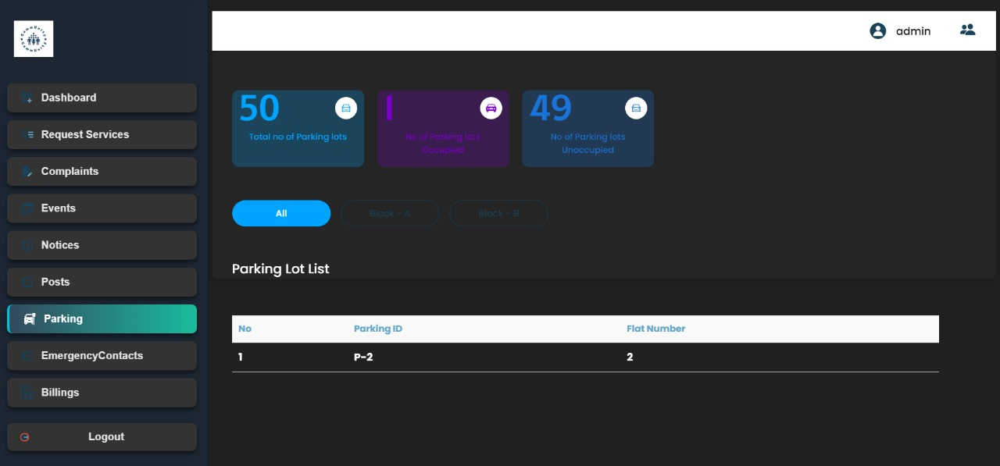 admin
Dashboard
Request Services
Complaints
Events
Notices
Posts
Parking
EmergencyContacts
Billings
Logout
50
Total no of Parking lots
1
No of Parking lots
Occupied
49
No of Parking lots
Unoccupied
All
Block - A
Block - B
Parking Lot List
No Parking ID Flat Number
1 P-2 2